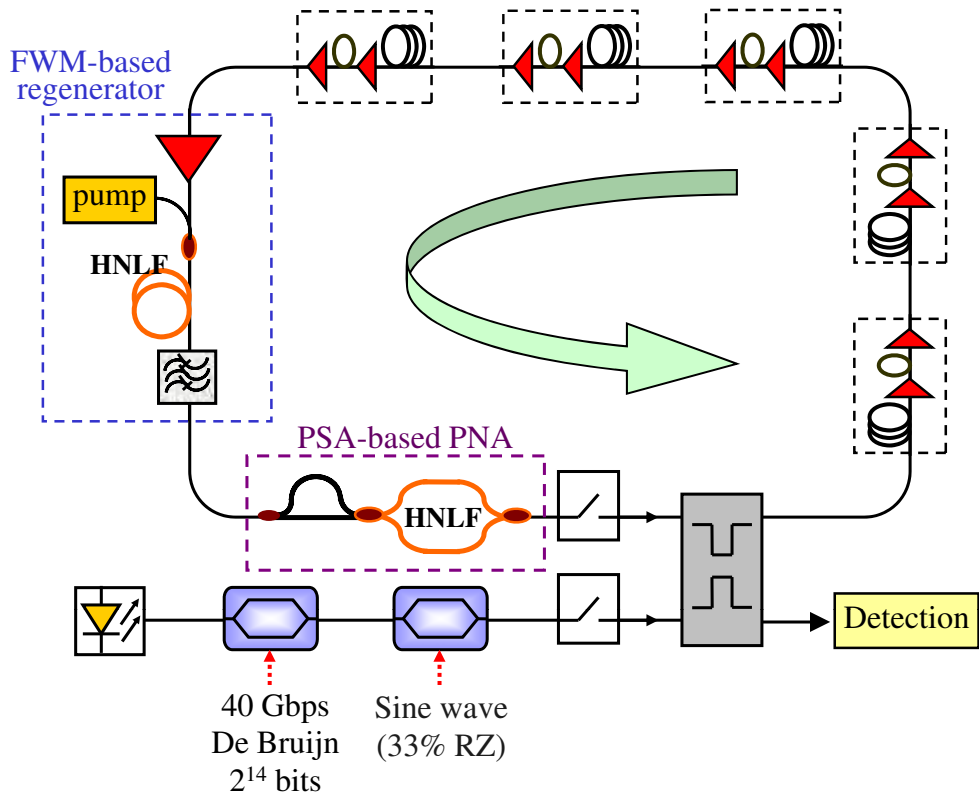 FWM-based
regenerator
pump
HNLF
PSA-based PNA
HNLF
Detection
40 Gbps
De Bruijn
2¹⁴ bits
Sine wave
(33% RZ)